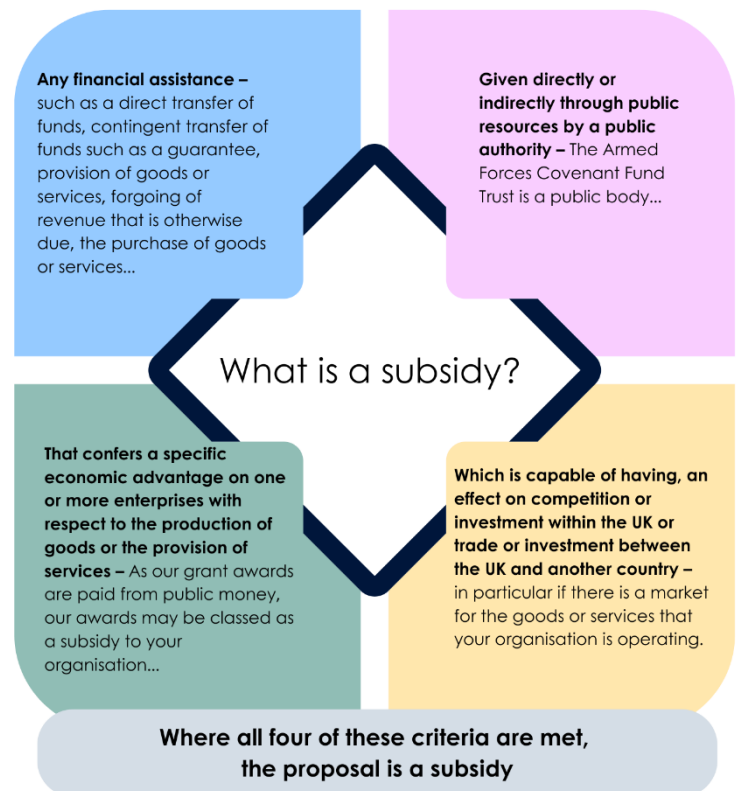 Any financial assistance –
such as a direct transfer of
funds, contingent transfer of
funds such as a guarantee,
provision of goods or
services, forgoing of
revenue that is otherwise
due, the purchase of goods
or services...
Given directly or
indirectly through public
resources by a public
authority – The Armed
Forces Covenant Fund
Trust is a public body...
What is a subsidy?
That confers a specific
economic advantage on one
or more enterprises with
respect to the production of
goods or the provision of
services – As our grant awards
are paid from public money,
our awards may be classed as
a subsidy to your
organisation...
Which is capable of having, an
effect on competition or
investment within the UK or
trade or investment between
the UK and another country –
in particular if there is a market
for the goods or services that
your organisation is operating.
Where all four of these criteria are met,
the proposal is a subsidy